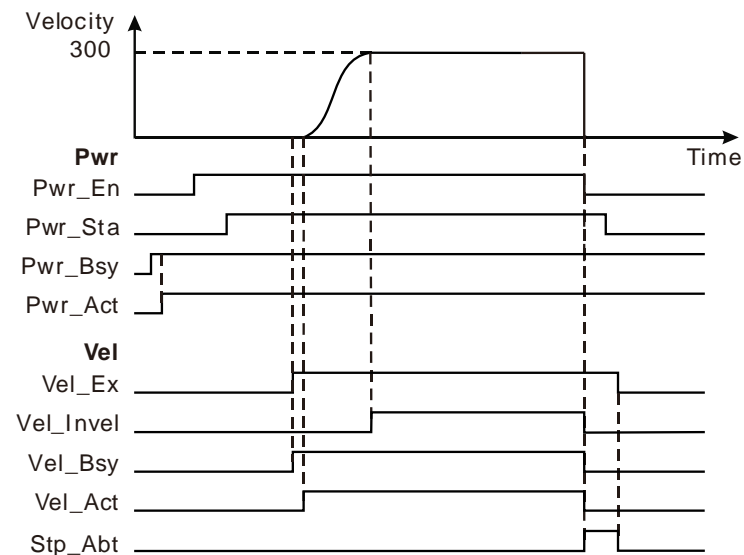 Velocity
300
Time
Pwr
Pwr_En
Pwr_Sta
Pwr_Bsy
Pwr_Act
Vel
Vel_Ex
Vel_Invel
Vel_Bsy
Vel_Act
Stp_Abt